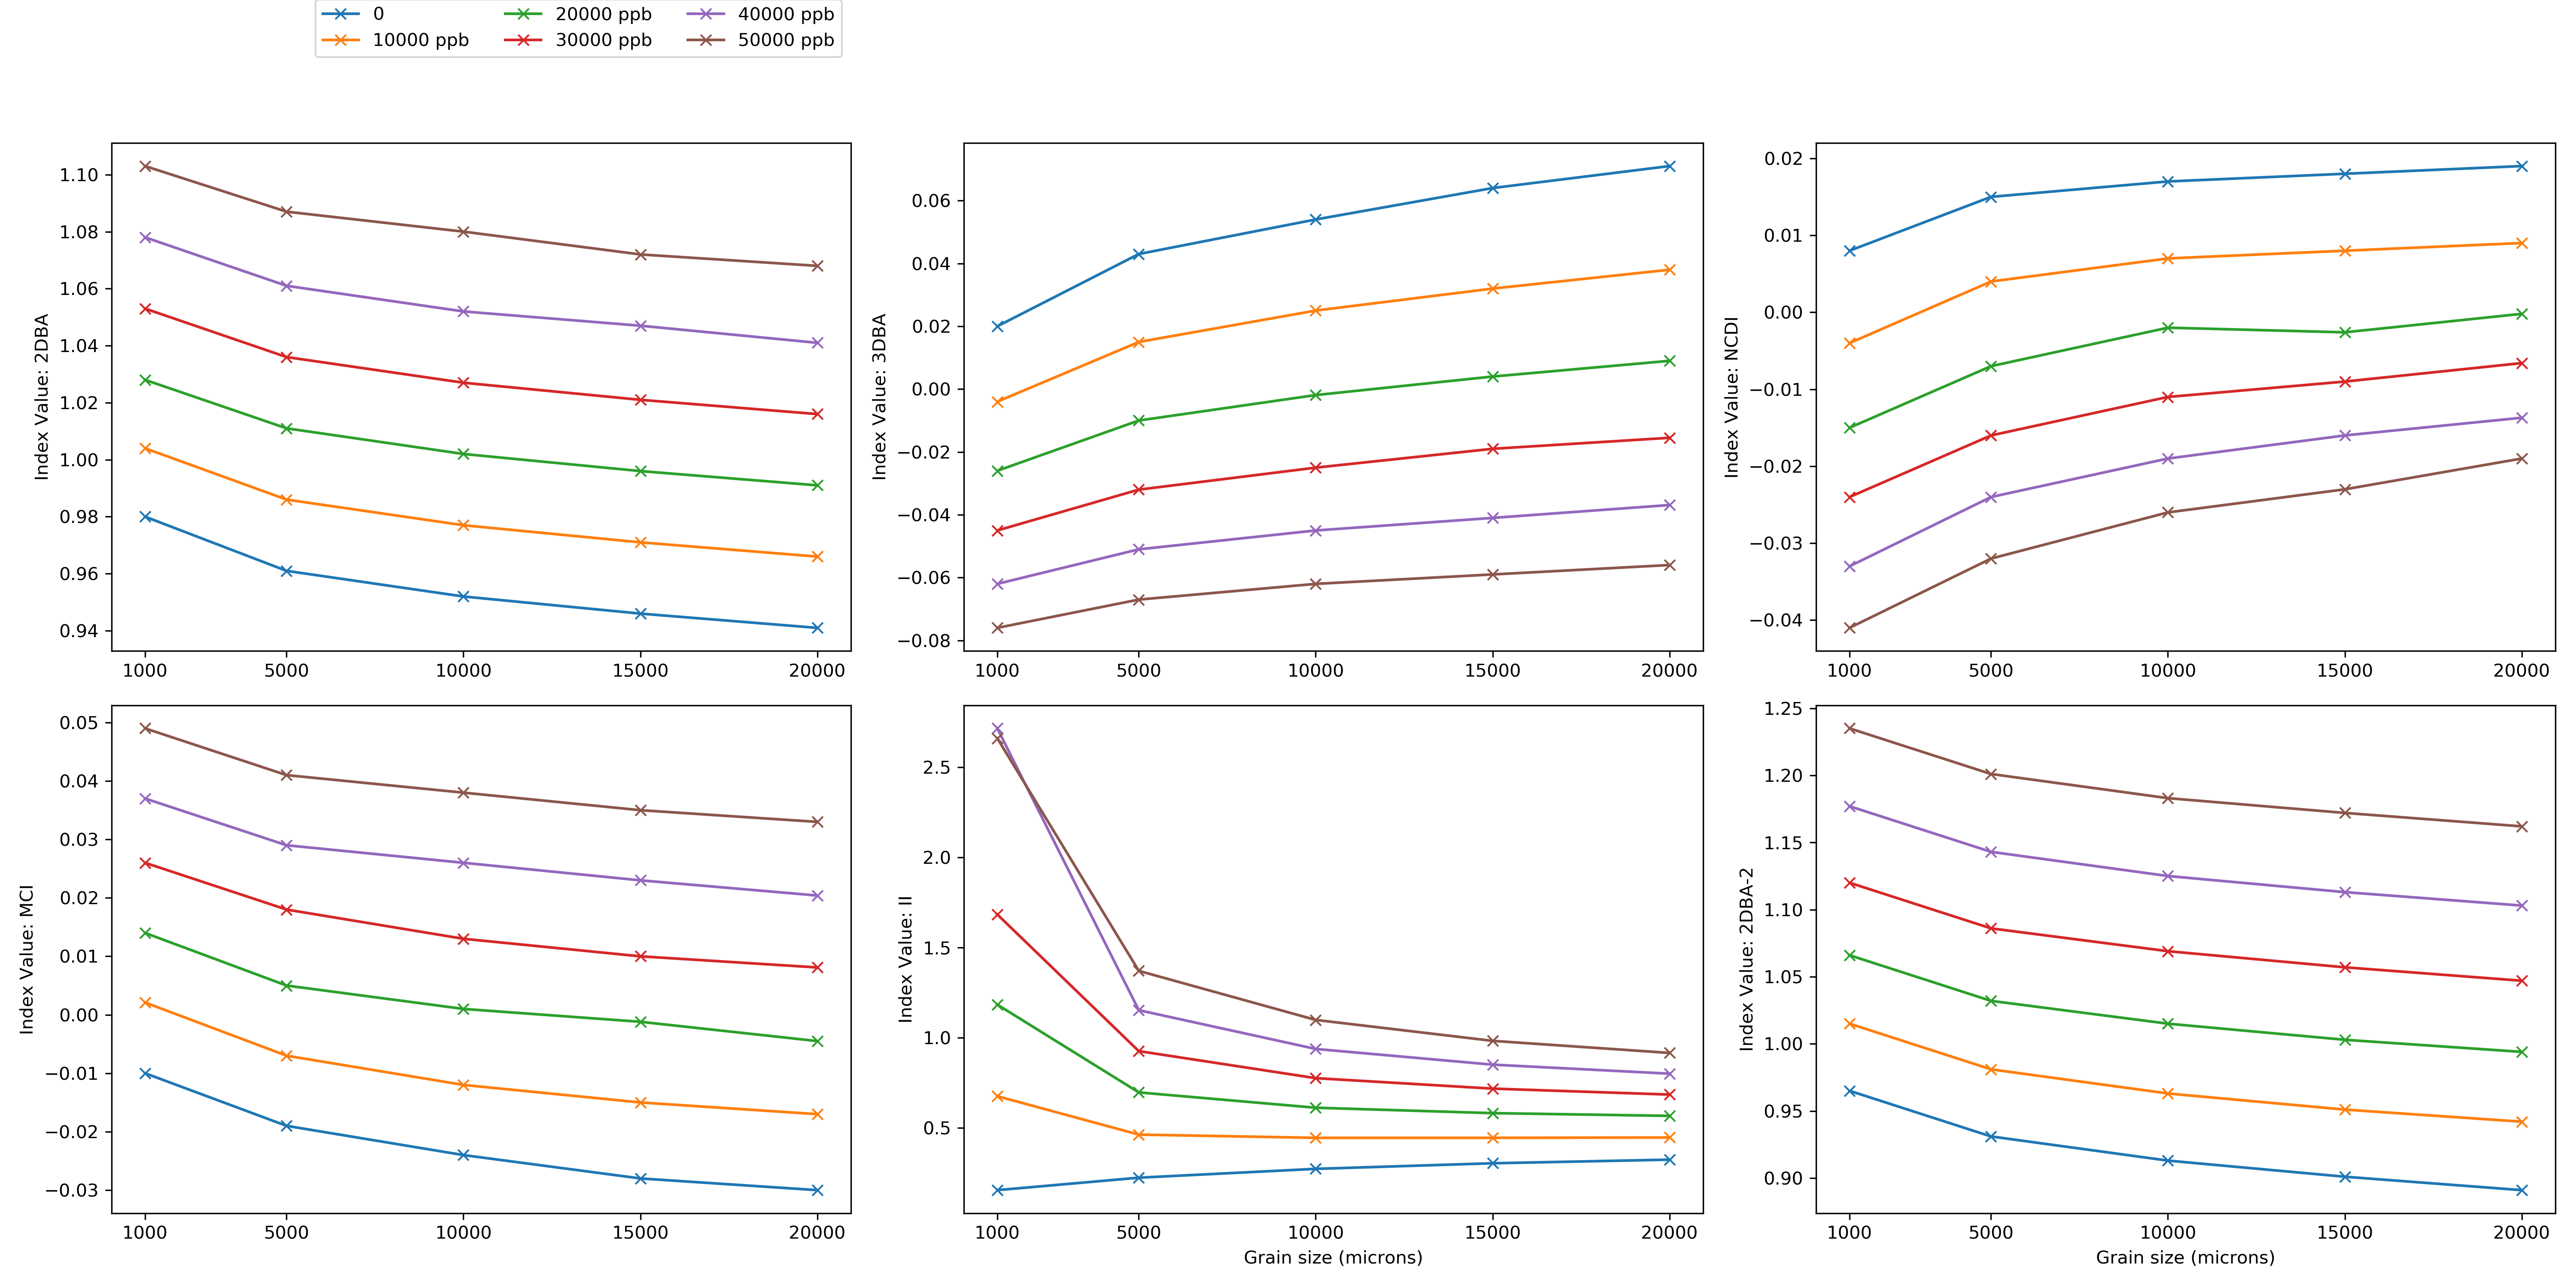 0
10000 ppb
20000 ppb
30000 ppb
40000 ppb
50000 ppb
Index Value: 2DBA
1.10
1.08
1.06
1.04
1.02
1.00
0.98
0.96
0.94
1000 5000 10000 15000 20000
Index Value: 3DBA
0.06
0.04
0.02
0.00
−0.02
−0.04
−0.06
−0.08
1000 5000 10000 15000 20000
Index Value: NCDI
0.02
0.01
0.00
−0.01
−0.02
−0.03
−0.04
1000 5000 10000 15000 20000
Index Value: MCI
0.05
0.04
0.03
0.02
0.01
0.00
−0.01
−0.02
−0.03
1000 5000 10000 15000 20000
Index Value: II
2.5
2.0
1.5
1.0
0.5
1000 5000 10000 15000 20000
Grain size (microns)
Index Value: 2DBA-2
1.25
1.20
1.15
1.10
1.05
1.00
0.95
0.90
1000 5000 10000 15000 20000
Grain size (microns)